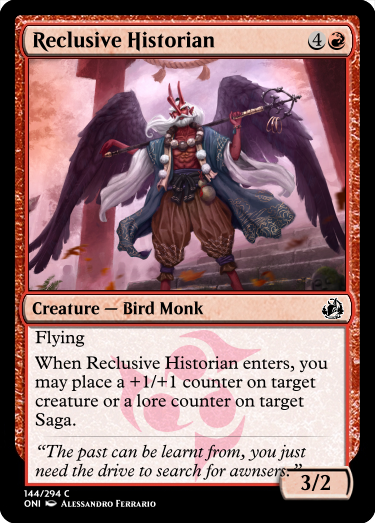 Reclusive Historian 4
Creature — Bird Monk
Flying
When Reclusive Historian enters, you
may place a +1/+1 counter on target
creature or a lore counter on target
Saga.
“The past can be learnt from, you just
need the drive to search for awnsers.”
3/2
144/294 C
ONI Alessandro Ferrario